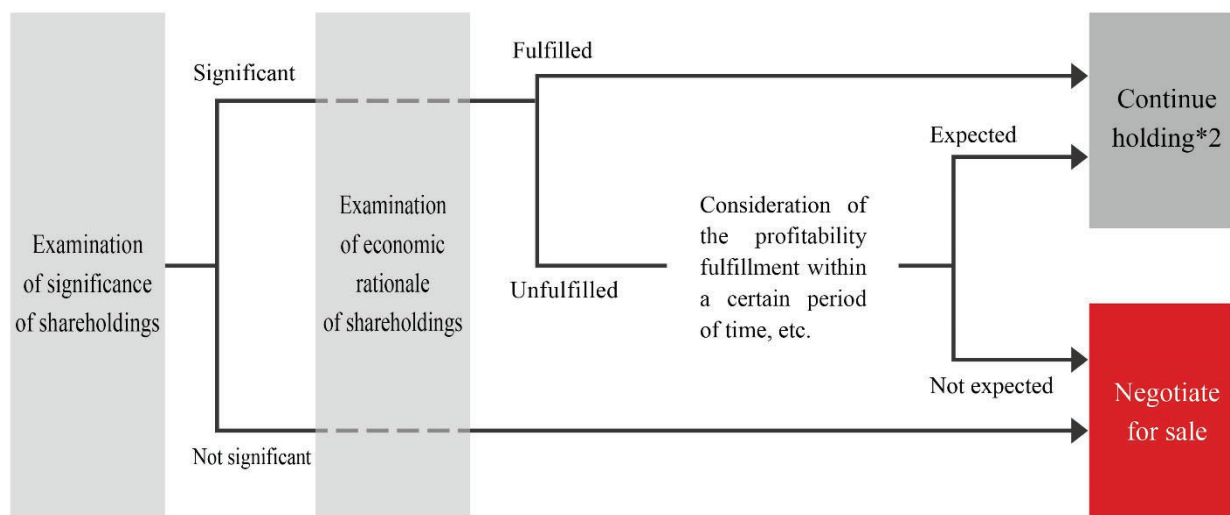 Examination
of significance
of shareholdings
Significant
Not significant
Examination
of economic
rationale
of shareholdings
Fulfilled
Unfulfilled
Consideration of
the profitability
fulfillment within
a certain period
of time, etc.
Expected
Not expected
Continue
holding*2
Negotiate
for sale